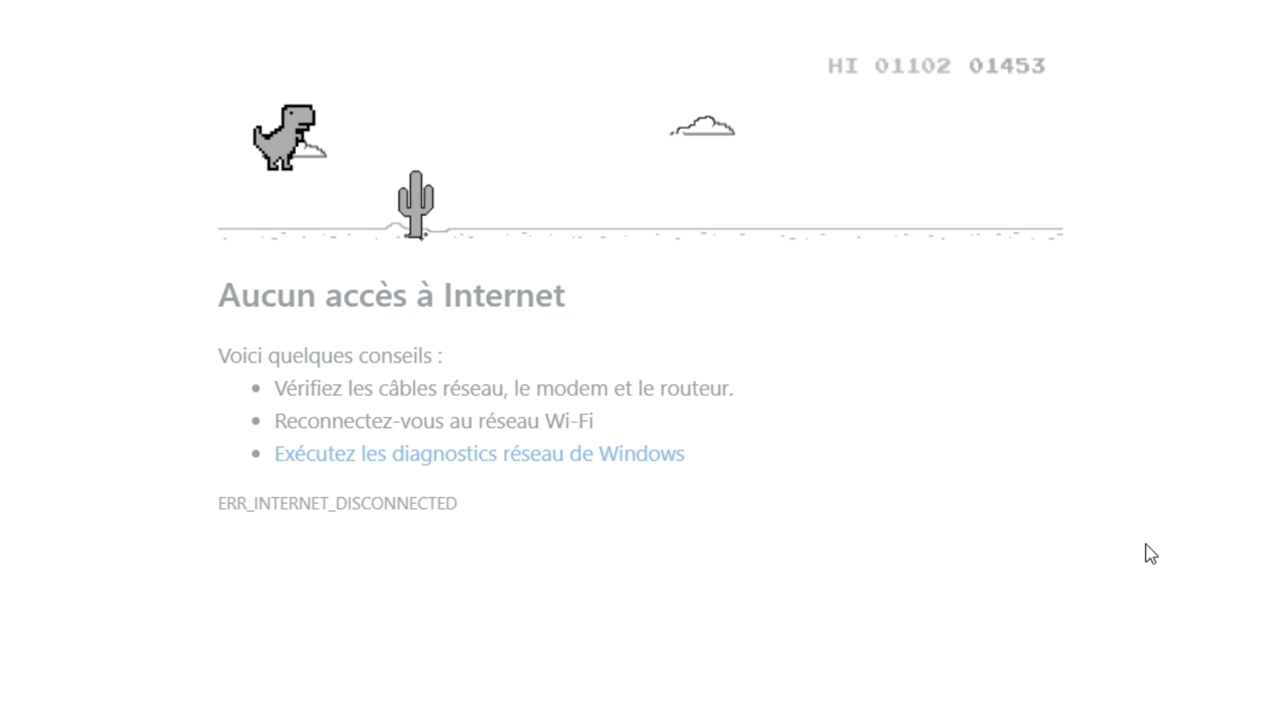 HI 01102 01453
Aucun accès à Internet
Voici quelques conseils :
Vérifiez les câbles réseau, le modem et le routeur.
Reconnectez-vous au réseau Wi-Fi
Exécutez les diagnostics réseau de Windows
ERR_INTERNET_DISCONNECTED